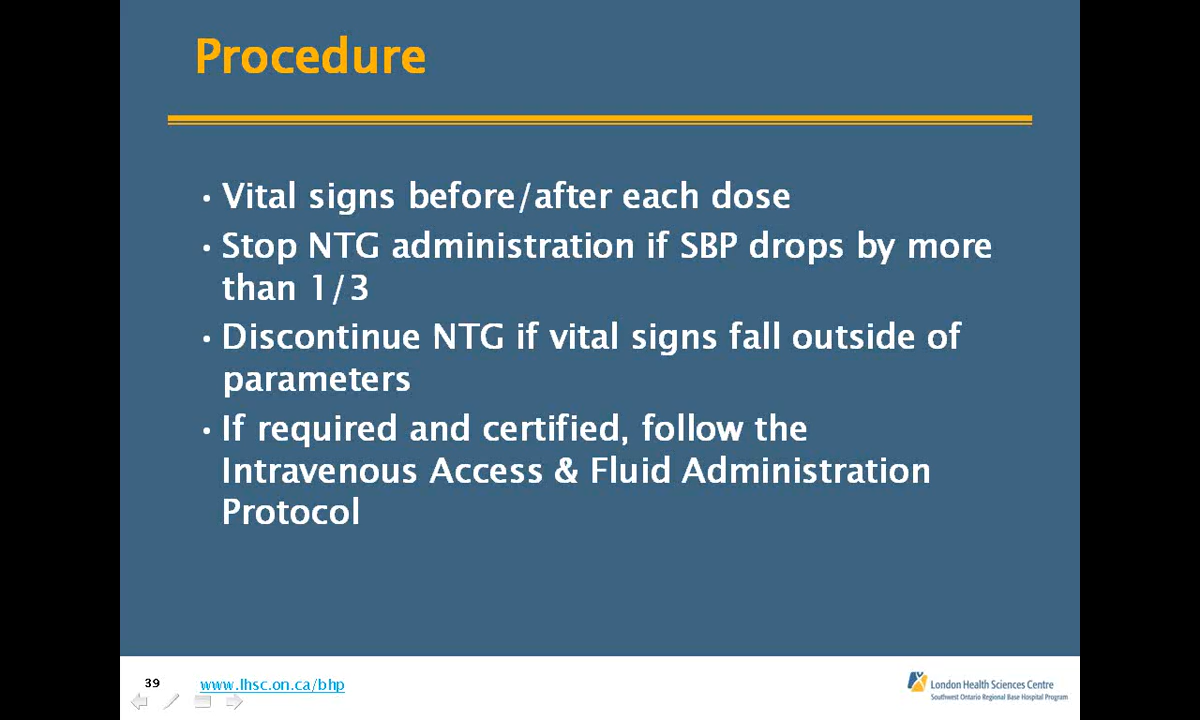 Procedure
• Vital signs before/after each dose
• Stop NTG administration if SBP drops by more
than 1/3
• Discontinue NTG if vital signs fall outside of
parameters
• If required and certified, follow the
Intravenous Access & Fluid Administration
Protocol
39
www.lhsc.on.ca/bhp
London Health Sciences Centre
Southwest Ontario Regional Base Hospital Program